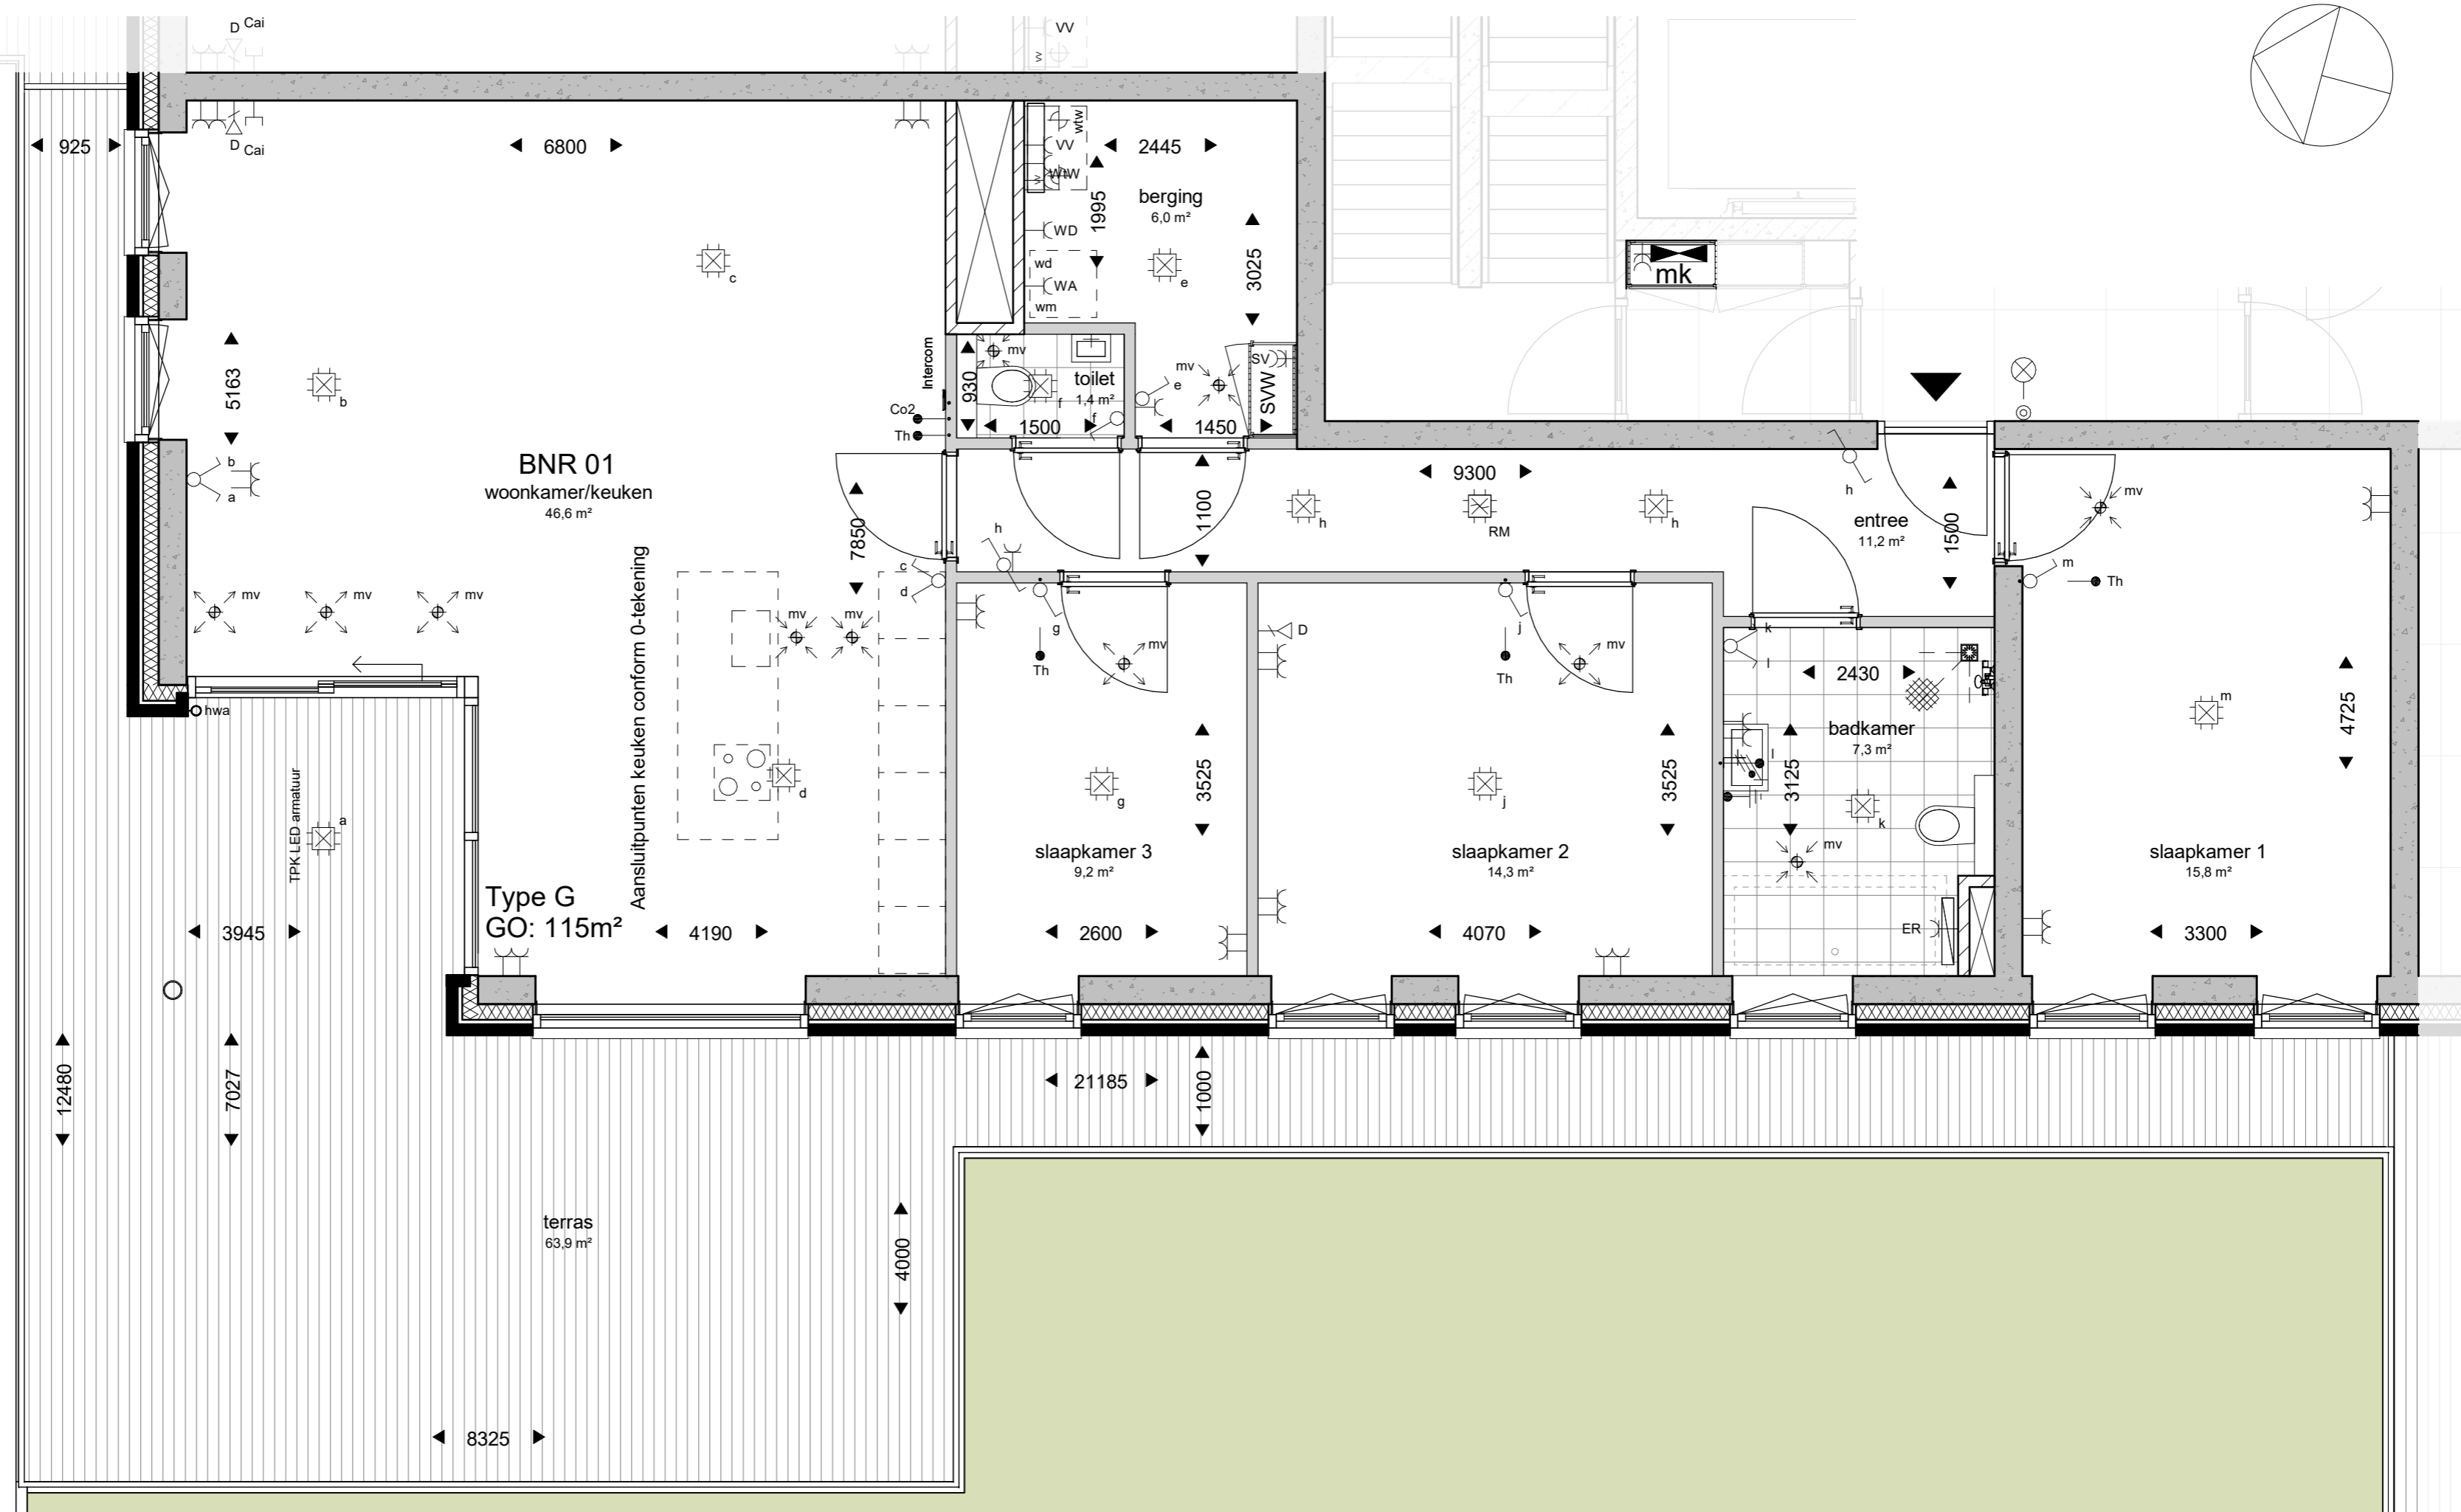 D Cai
VV
v
D Cai
925
6800
wtw
VV
WtW
v
1995
2445
berging
6,0 m²
WD
wd
WA
wm
e
3025
mk
c
b
5163
Intercom
930
mv
toilet
1,4 m²
f
f
1500
Co2
Th
mv
e
1450
SV
SVW
b
a
BNR 01
woonkamer/keuken
46,6 m²
7850
h
1100
9300
h
RM
h
h
entree
11,2 m²
1500
mv
m
Th
c
d
mv
mv
mv
mv
mv
Aansluitpunten keuken conform 0-tekening
g
Th
mv
D
j
Th
mv
k
l
2430
badkamer
7,3 m²
l
3125
k
mv
ER
m
4725
hwa
TPK LED armatuur
a
d
g
3525
j
3525
slaapkamer 3
9,2 m²
slaapkamer 2
14,3 m²
slaapkamer 1
15,8 m²
Type G
GO: 115m²
3945
4190
2600
4070
3300
12480
7027
21185
1000
terras
63,9 m²
4000
8325